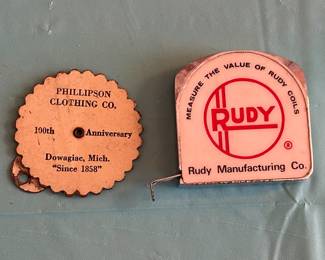 PHILLIPSON
CLOTHING CO.
100th Anniversary
Dowagiac, Mich.
"Since 1858"
MEASURE THE VALUE OF RUDY COILS
RUDY
®
Rudy Manufacturing Co.